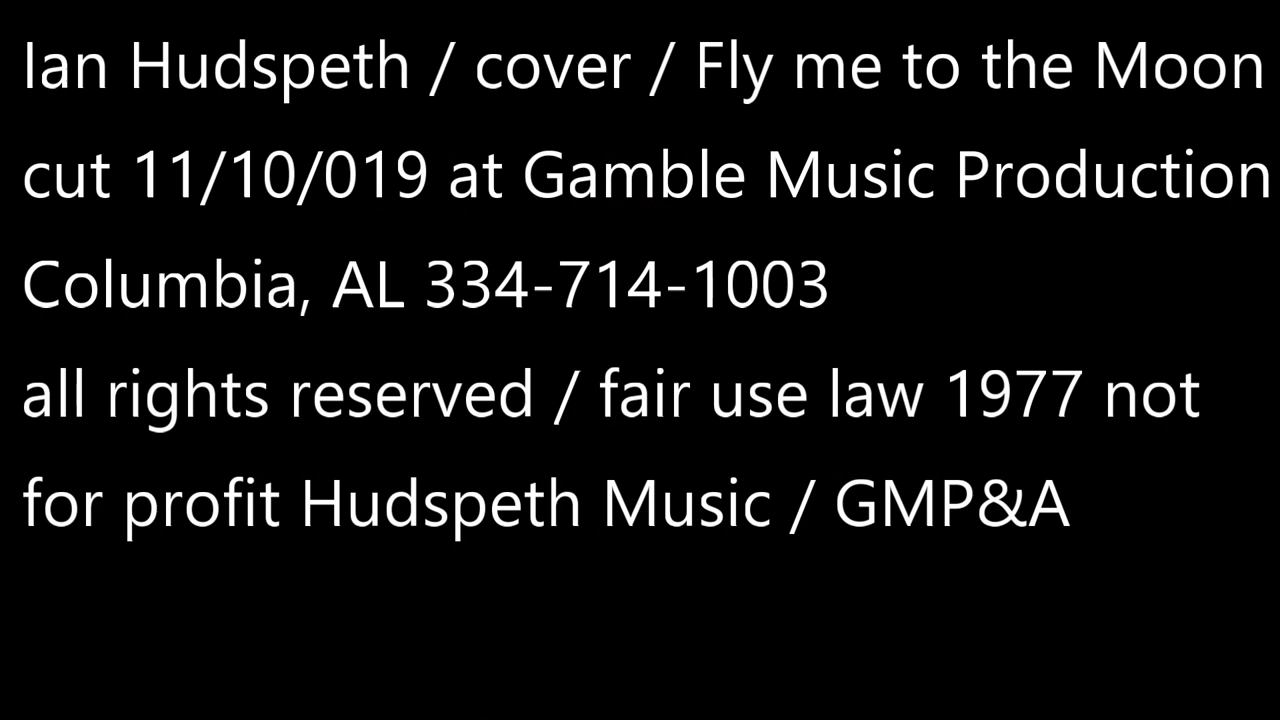 Ian Hudspeth / cover / Fly me to the Moon
cut 11/10/019 at Gamble Music Production
Columbia, AL 334-714-1003
all rights reserved / fair use law 1977 not
for profit Hudspeth Music / GMP&A